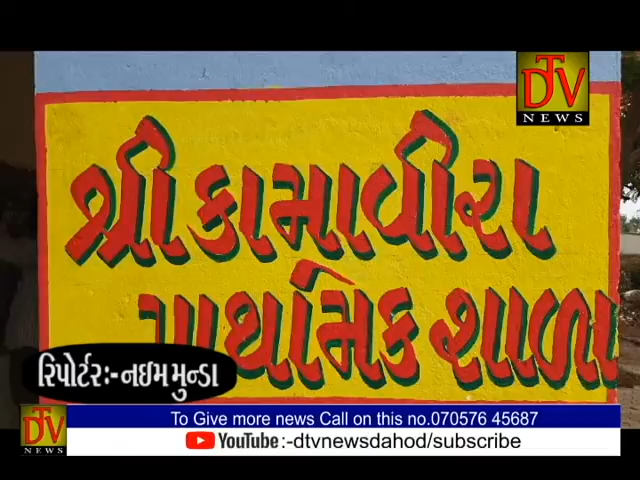 DTV
NEWS
શ્રી કામાવીરા
પ્રાથમિક શાળા
રિપોર્ટરઃ-નઇમ મુન્ડા
To Give more news Call on this no.070576 45687
DTV
NEWS
YouTube:-dtvnewsdahod/subscribe